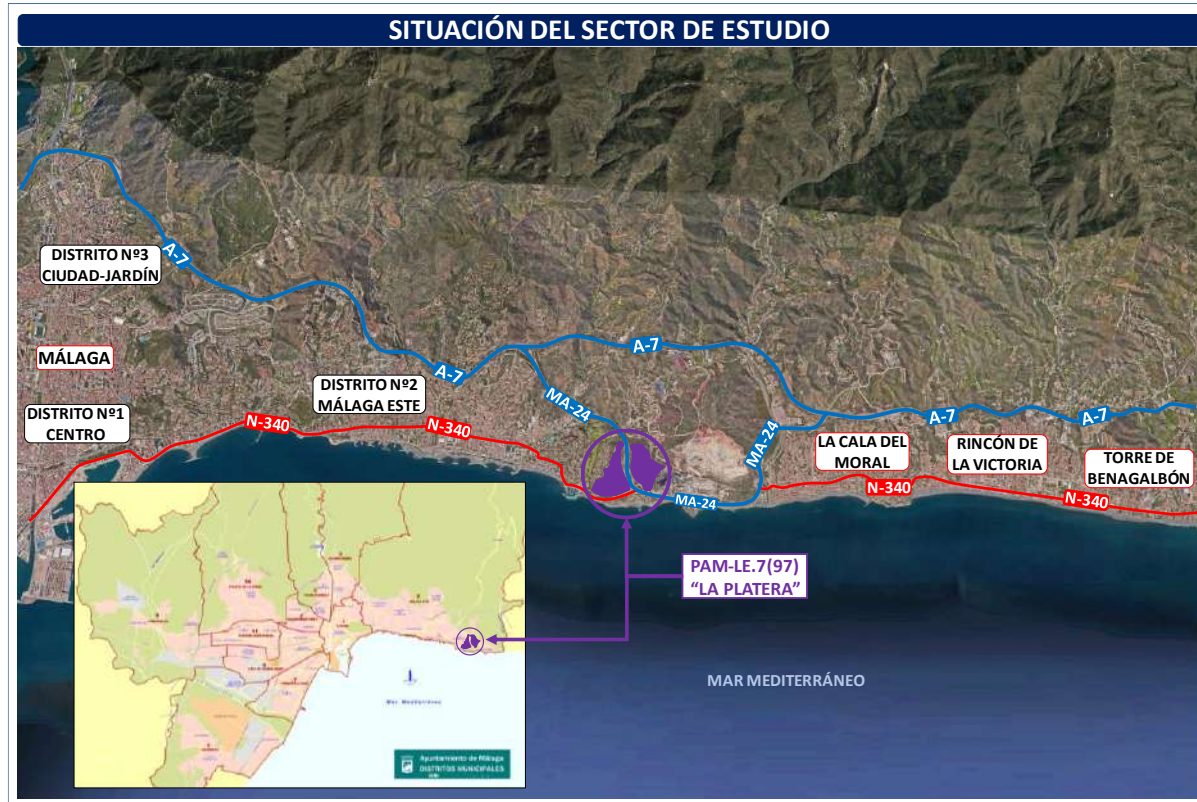 SITUACIÓN DEL SECTOR DE ESTUDIO
DISTRITO Nº3
CIUDAD-JARDÍN
A-7
MÁLAGA
DISTRITO Nº1
CENTRO
DISTRITO Nº2
MÁLAGA ESTE
A-7
A-7
N-340
N-340
MA-24
MA-24
MA-24
LA CALA DEL
MORAL
RINCÓN DE
LA VICTORIA
TORRE DE
BENAGALBÓN
A-7
A-7
N-340
N-340
PAM-LE.7(97)
“LA PLATERA”
MAR MEDITERRÁNEO
Mar Mediterráneo
Ayuntamiento de Málaga
DISTRITOS MUNICIPALES